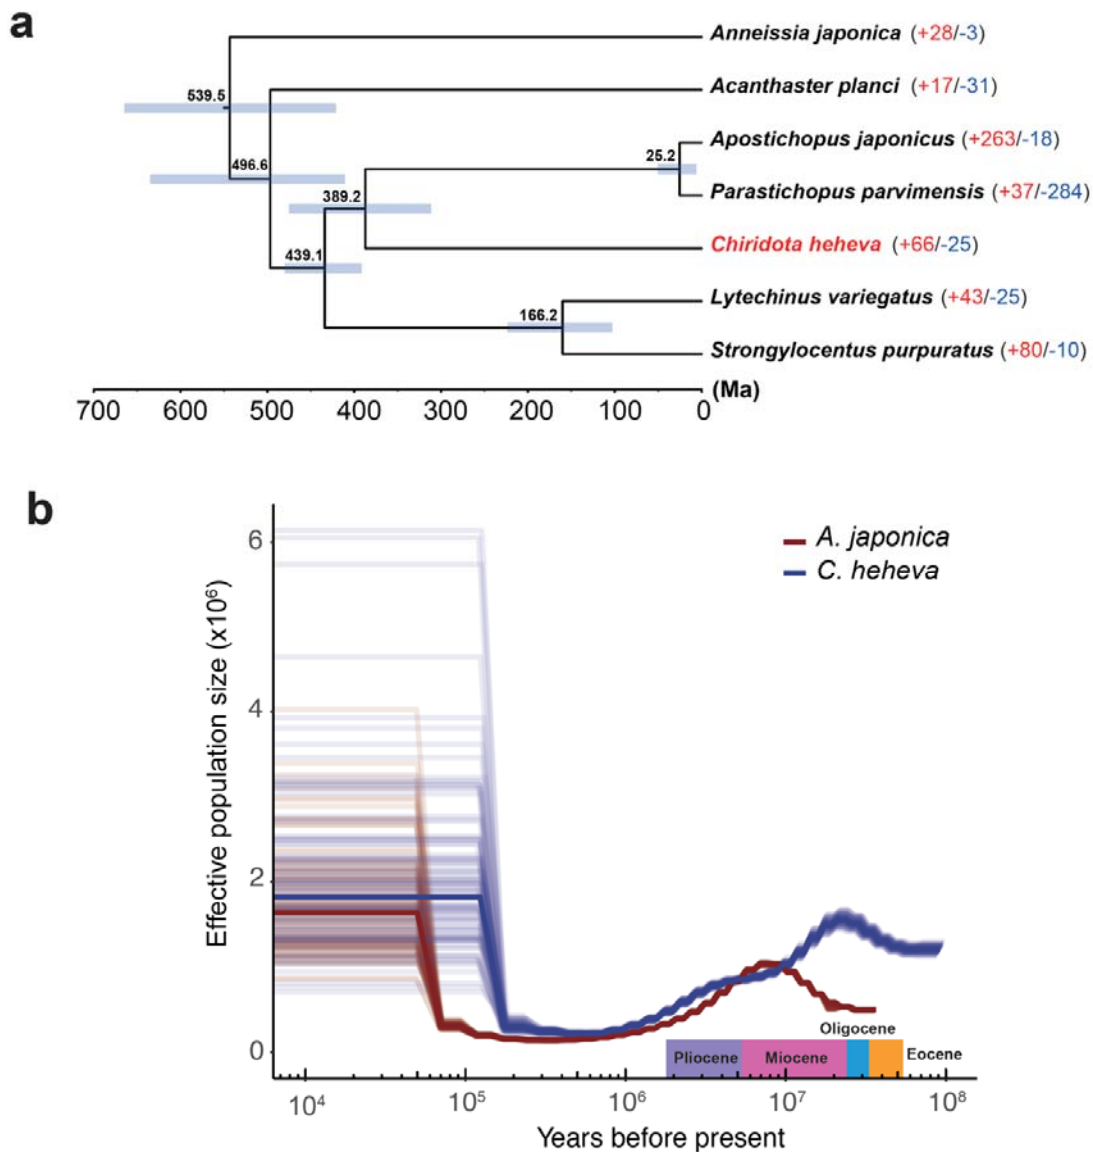 a
Anneissia japonica (+28/-3)
539.5
Acanthaster planci (+17/-31)
496.6
Apostichopus japonicus (+263/-18)
25.2
Parastichopus parvimensis (+37/-284)
389.2
Chiridota heheva (+66/-25)
439.1
Lytechinus variegatus (+43/-25)
166.2
Strongylocentus purpuratus (+80/-10)
700 600 500 400 300 200 100 0 (Ma)
b
Effective population size (x10⁶)
6
4
2
0
A. japonica
C. heheva
Oligocene
Pliocene Miocene Eocene
10⁴ 10⁵ 10⁶ 10⁷ 10⁸
Years before present